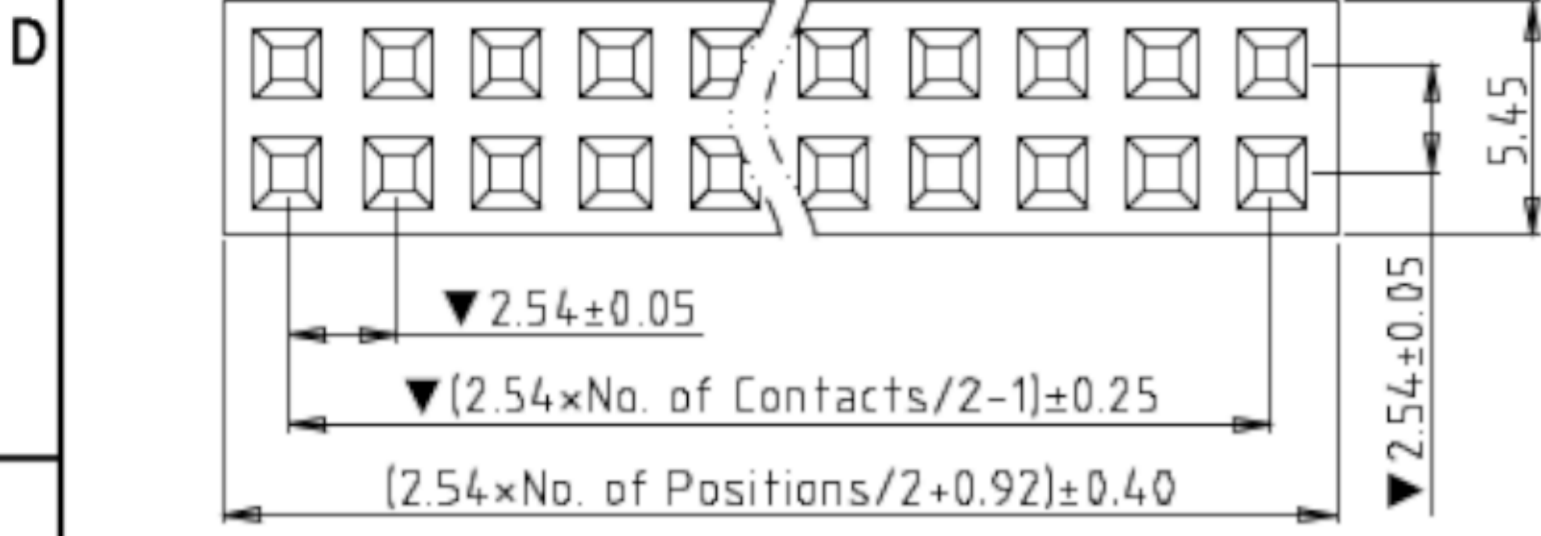 D
5.45
▼2.54±0.05
▼2.54±0.05
▼(2.54×No. of Contacts/2-1)±0.25
(2.54×No. of Positions/2+0.92)±0.40